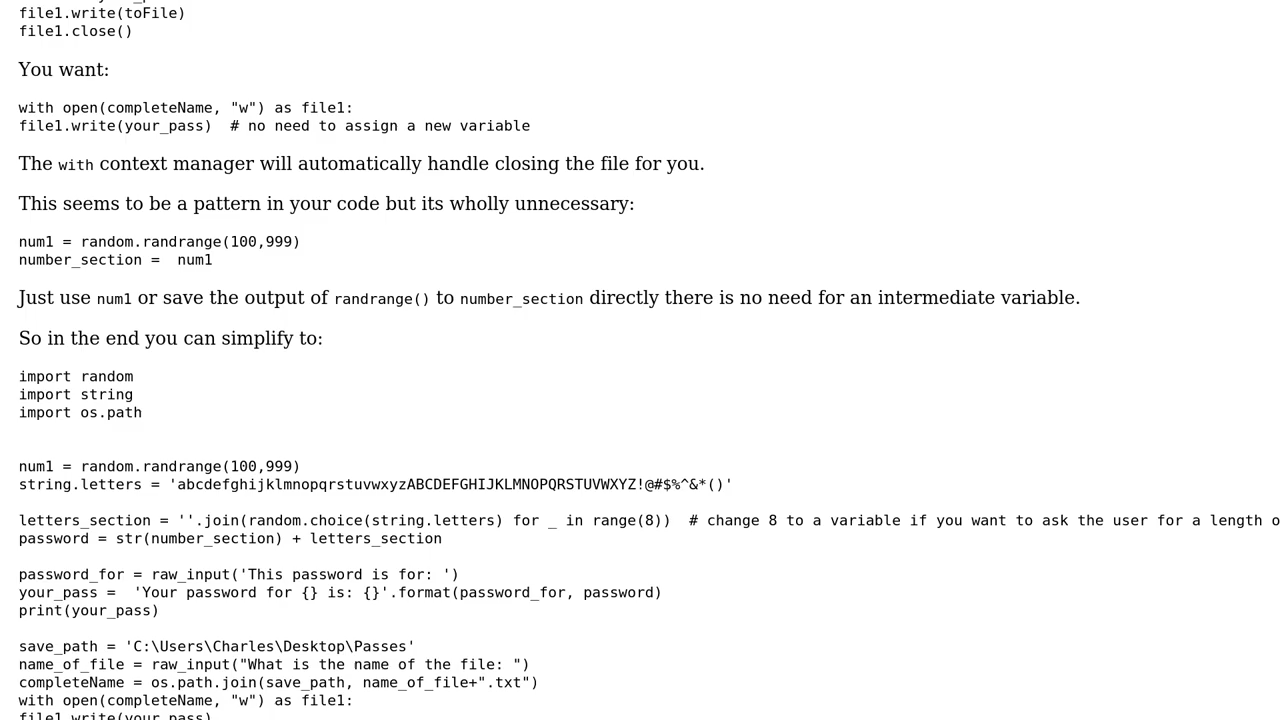 file1.write(toFile)
file1.close()
You want:
with open(completeName, "w") as file1:
file1.write(your_pass)  # no need to assign a new variable
The with context manager will automatically handle closing the file for you.
This seems to be a pattern in your code but its wholly unnecessary:
num1 = random.randrange(100,999)
number_section =  num1
Just use num1 or save the output of randrange() to number_section directly there is no need for an intermediate variable.
So in the end you can simplify to:
import random
import string
import os.path
num1 = random.randrange(100,999)
string.letters = 'abcdefghijklmnopqrstuvwxyzABCDEFGHIJKLMNOPQRSTUVWXYZ!@#$%^&*()'
letters_section = ''.join(random.choice(string.letters) for _ in range(8))  # change 8 to a variable if you want to ask the user for a length o
password = str(number_section) + letters_section
password_for = raw_input('This password is for: ')
your_pass =  'Your password for {} is: {}'.format(password_for, password)
print(your_pass)
save_path = 'C:\Users\Charles\Desktop\Passes'
name_of_file = raw_input("What is the name of the file: ")
completeName = os.path.join(save_path, name_of_file+".txt")
with open(completeName, "w") as file1:
file1.write(your_pass)